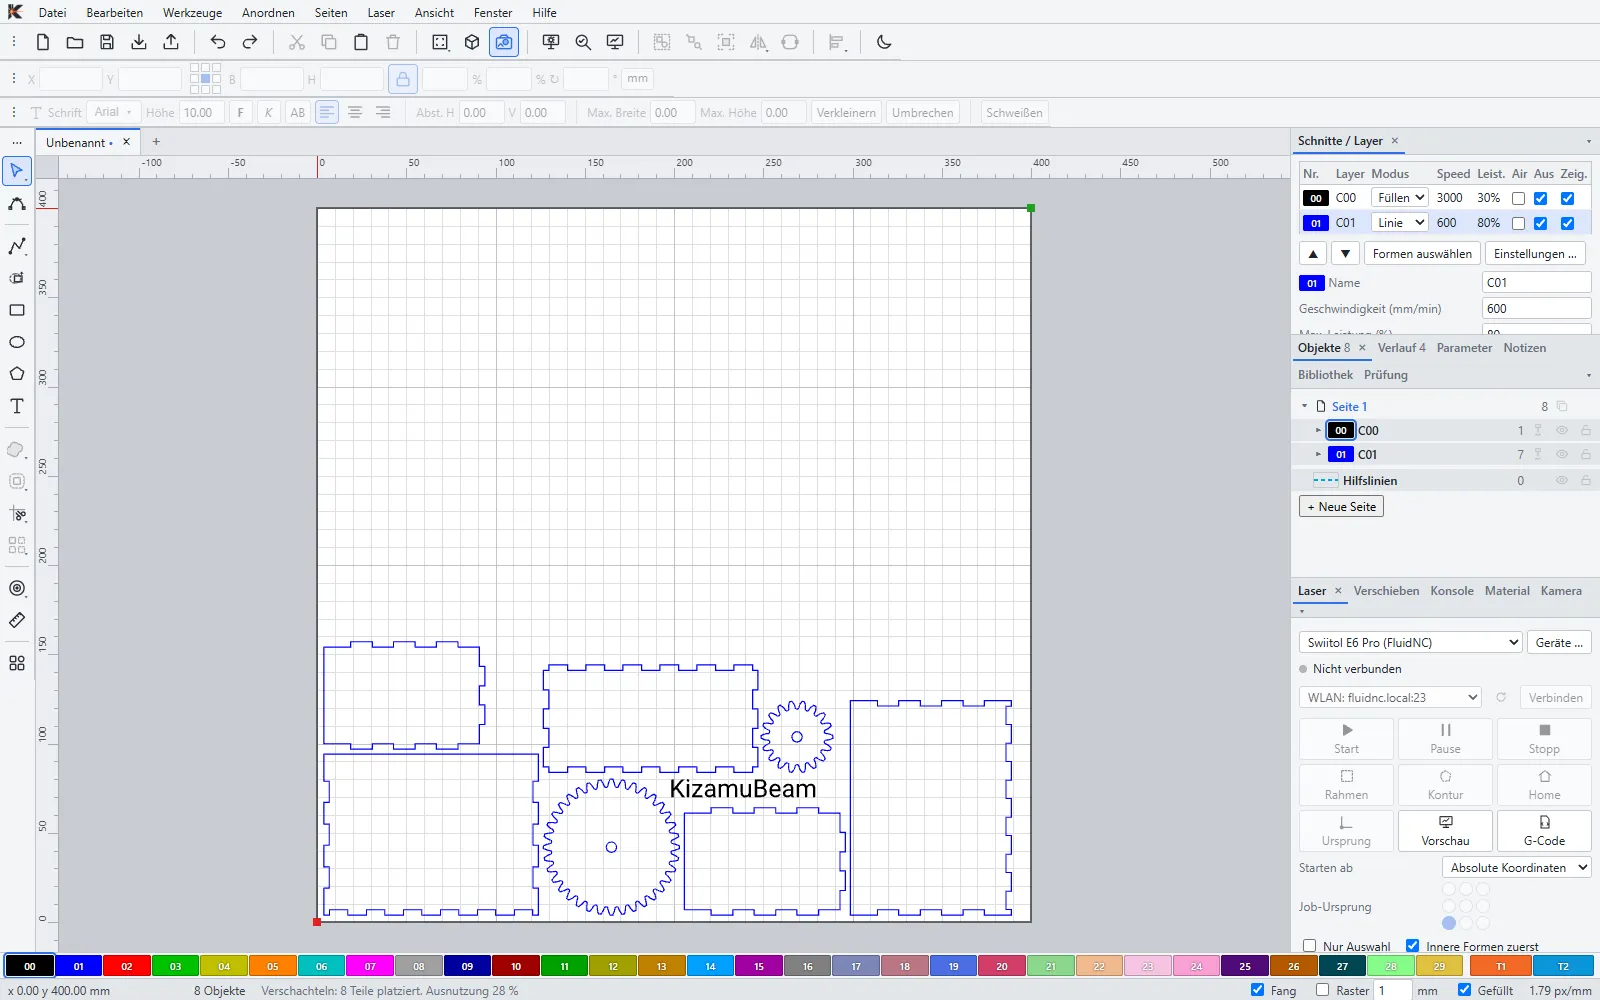 Datei Bearbeiten Werkzeuge Anordnen Seiten Laser Ansicht Fenster Hilfe
X Y B H % % ° mm
Schrift Arial Höhe 10.00 F K AB Abst. H 0.00 V 0.00 Max. Breite 0.00 Max. Höhe 0.00 Verkleinern Umbrechen Schweißen
Unbenannt • × +
-100 -50 0 50 100 150 200 250 300 350 400 450 500
400
350
300
250
200
150
100
50
0
KizamuBeam
Schnitte / Layer ×
Nr. Layer Modus Speed Leist. Air Aus Zeig.
00 C00 Füllen 3000 30%
01 C01 Linie 600 80%
▲ ▼ Formen auswählen Einstellungen ...
01 Name C01
Geschwindigkeit (mm/min) 600
Max. Leistung (%) 80
Objekte 8 × Verlauf 4 Parameter Notizen
Bibliothek Prüfung
Seite 1 8
00 C00 1
01 C01 7
Hilfslinien 0
+ Neue Seite
Laser × Verschieben Konsole Material Kamera
Swiitol E6 Pro (FluidNC) Geräte ...
Nicht verbunden
WLAN: fluidnc.local:23 Verbinden
Start Pause Stopp
Rahmen Kontur Home
Ursprung Vorschau G-Code
Starten ab Absolute Koordinaten
Job-Ursprung
Nur Auswahl Innere Formen zuerst
00 01 02 03 04 05 06 07 08 09 10 11 12 13 14 15 16 17 18 19 20 21 22 23 24 25 26 27 28 29 T1 T2
x 0.00 y 400.00 mm 8 Objekte Verschachteln: 8 Teile platziert. Ausnutzung 28 % Fang Raster 1 mm Gefüllt 1.79 px/mm